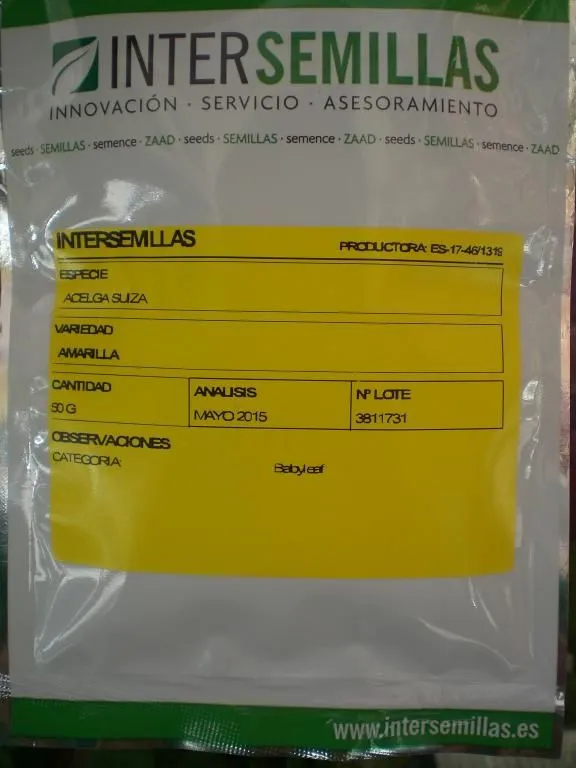 INTERSEMILLAS
INNOVACIÓN · SERVICIO · ASESORAMIENTO
seeds · SEMILLAS · semence · ZAAD · seeds · SEMILLAS · semence · ZAAD · seeds · SEMILLAS · semence · ZAAD
INTERSEMILLAS PRODUCTORA: ES-17-46/1319
ESPECIE
ACELGA SUIZA
VARIEDAD
AMARILLA
CANTIDAD ANALISIS Nº LOTE
50 G MAYO 2015 3811731
OBSERVACIONES
CATEGORIA: Babyleaf
www.intersemillas.es